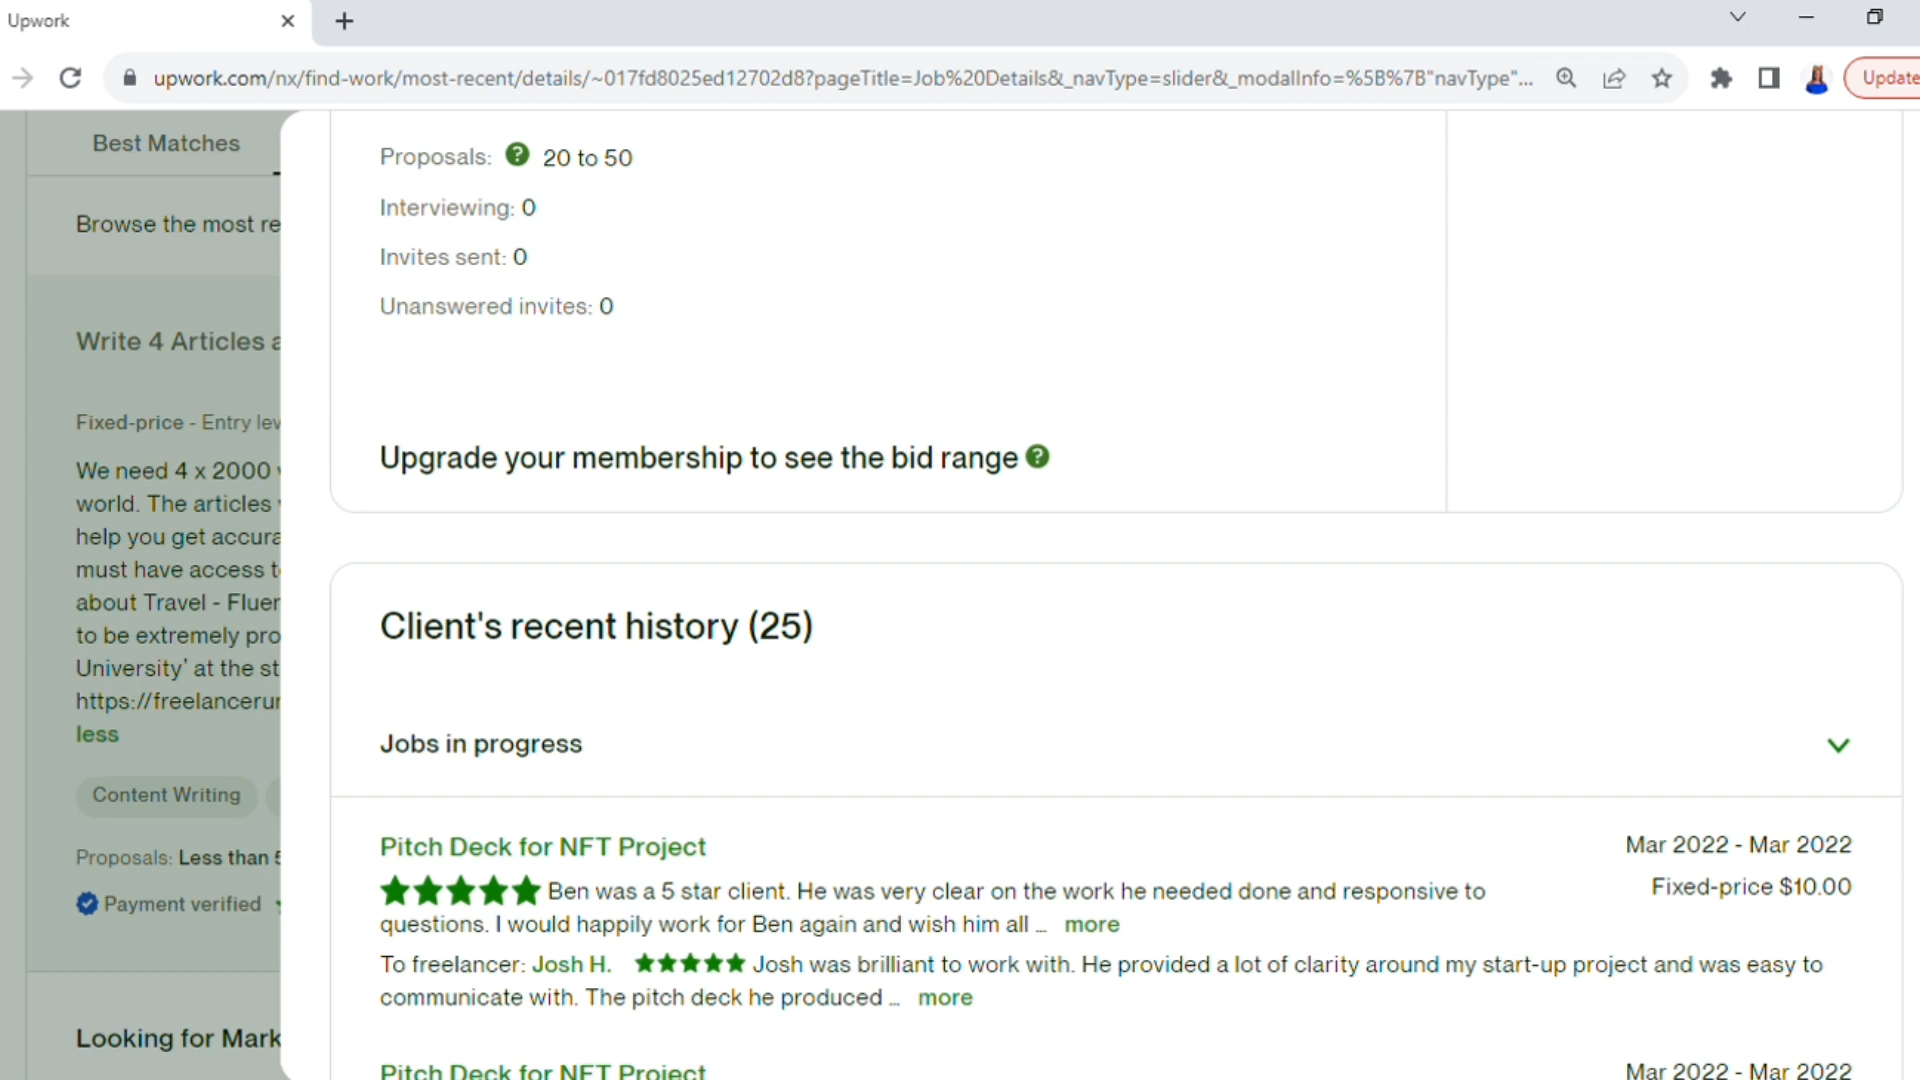 Upwork
upwork.com/nx/find-work/most-recent/details/~017fd8025ed12702d8?pageTitle=Job%20Details&_navType=slider&_modalInfo=%5B%7B"navType"...
Update
Best Matches
Browse the most re
Write 4 Articles a
Fixed-price - Entry lev
We need 4 x 2000
world. The articles
help you get accura
must have access t
about Travel - Fluer
to be extremely pro
University' at the st
https://freelancerur
less
Content Writing
Proposals: Less than 5
Payment verified
Looking for Mark
Proposals: ? 20 to 50
Interviewing: 0
Invites sent: 0
Unanswered invites: 0
Upgrade your membership to see the bid range ?
Client's recent history (25)
Jobs in progress
Pitch Deck for NFT Project
Mar 2022 - Mar 2022
Ben was a 5 star client. He was very clear on the work he needed done and responsive to
Fixed-price $10.00
questions. I would happily work for Ben again and wish him all ... more
To freelancer: Josh H. Josh was brilliant to work with. He provided a lot of clarity around my start-up project and was easy to
communicate with. The pitch deck he produced ... more
Pitch Deck for NFT Project
Mar 2022 - Mar 2022